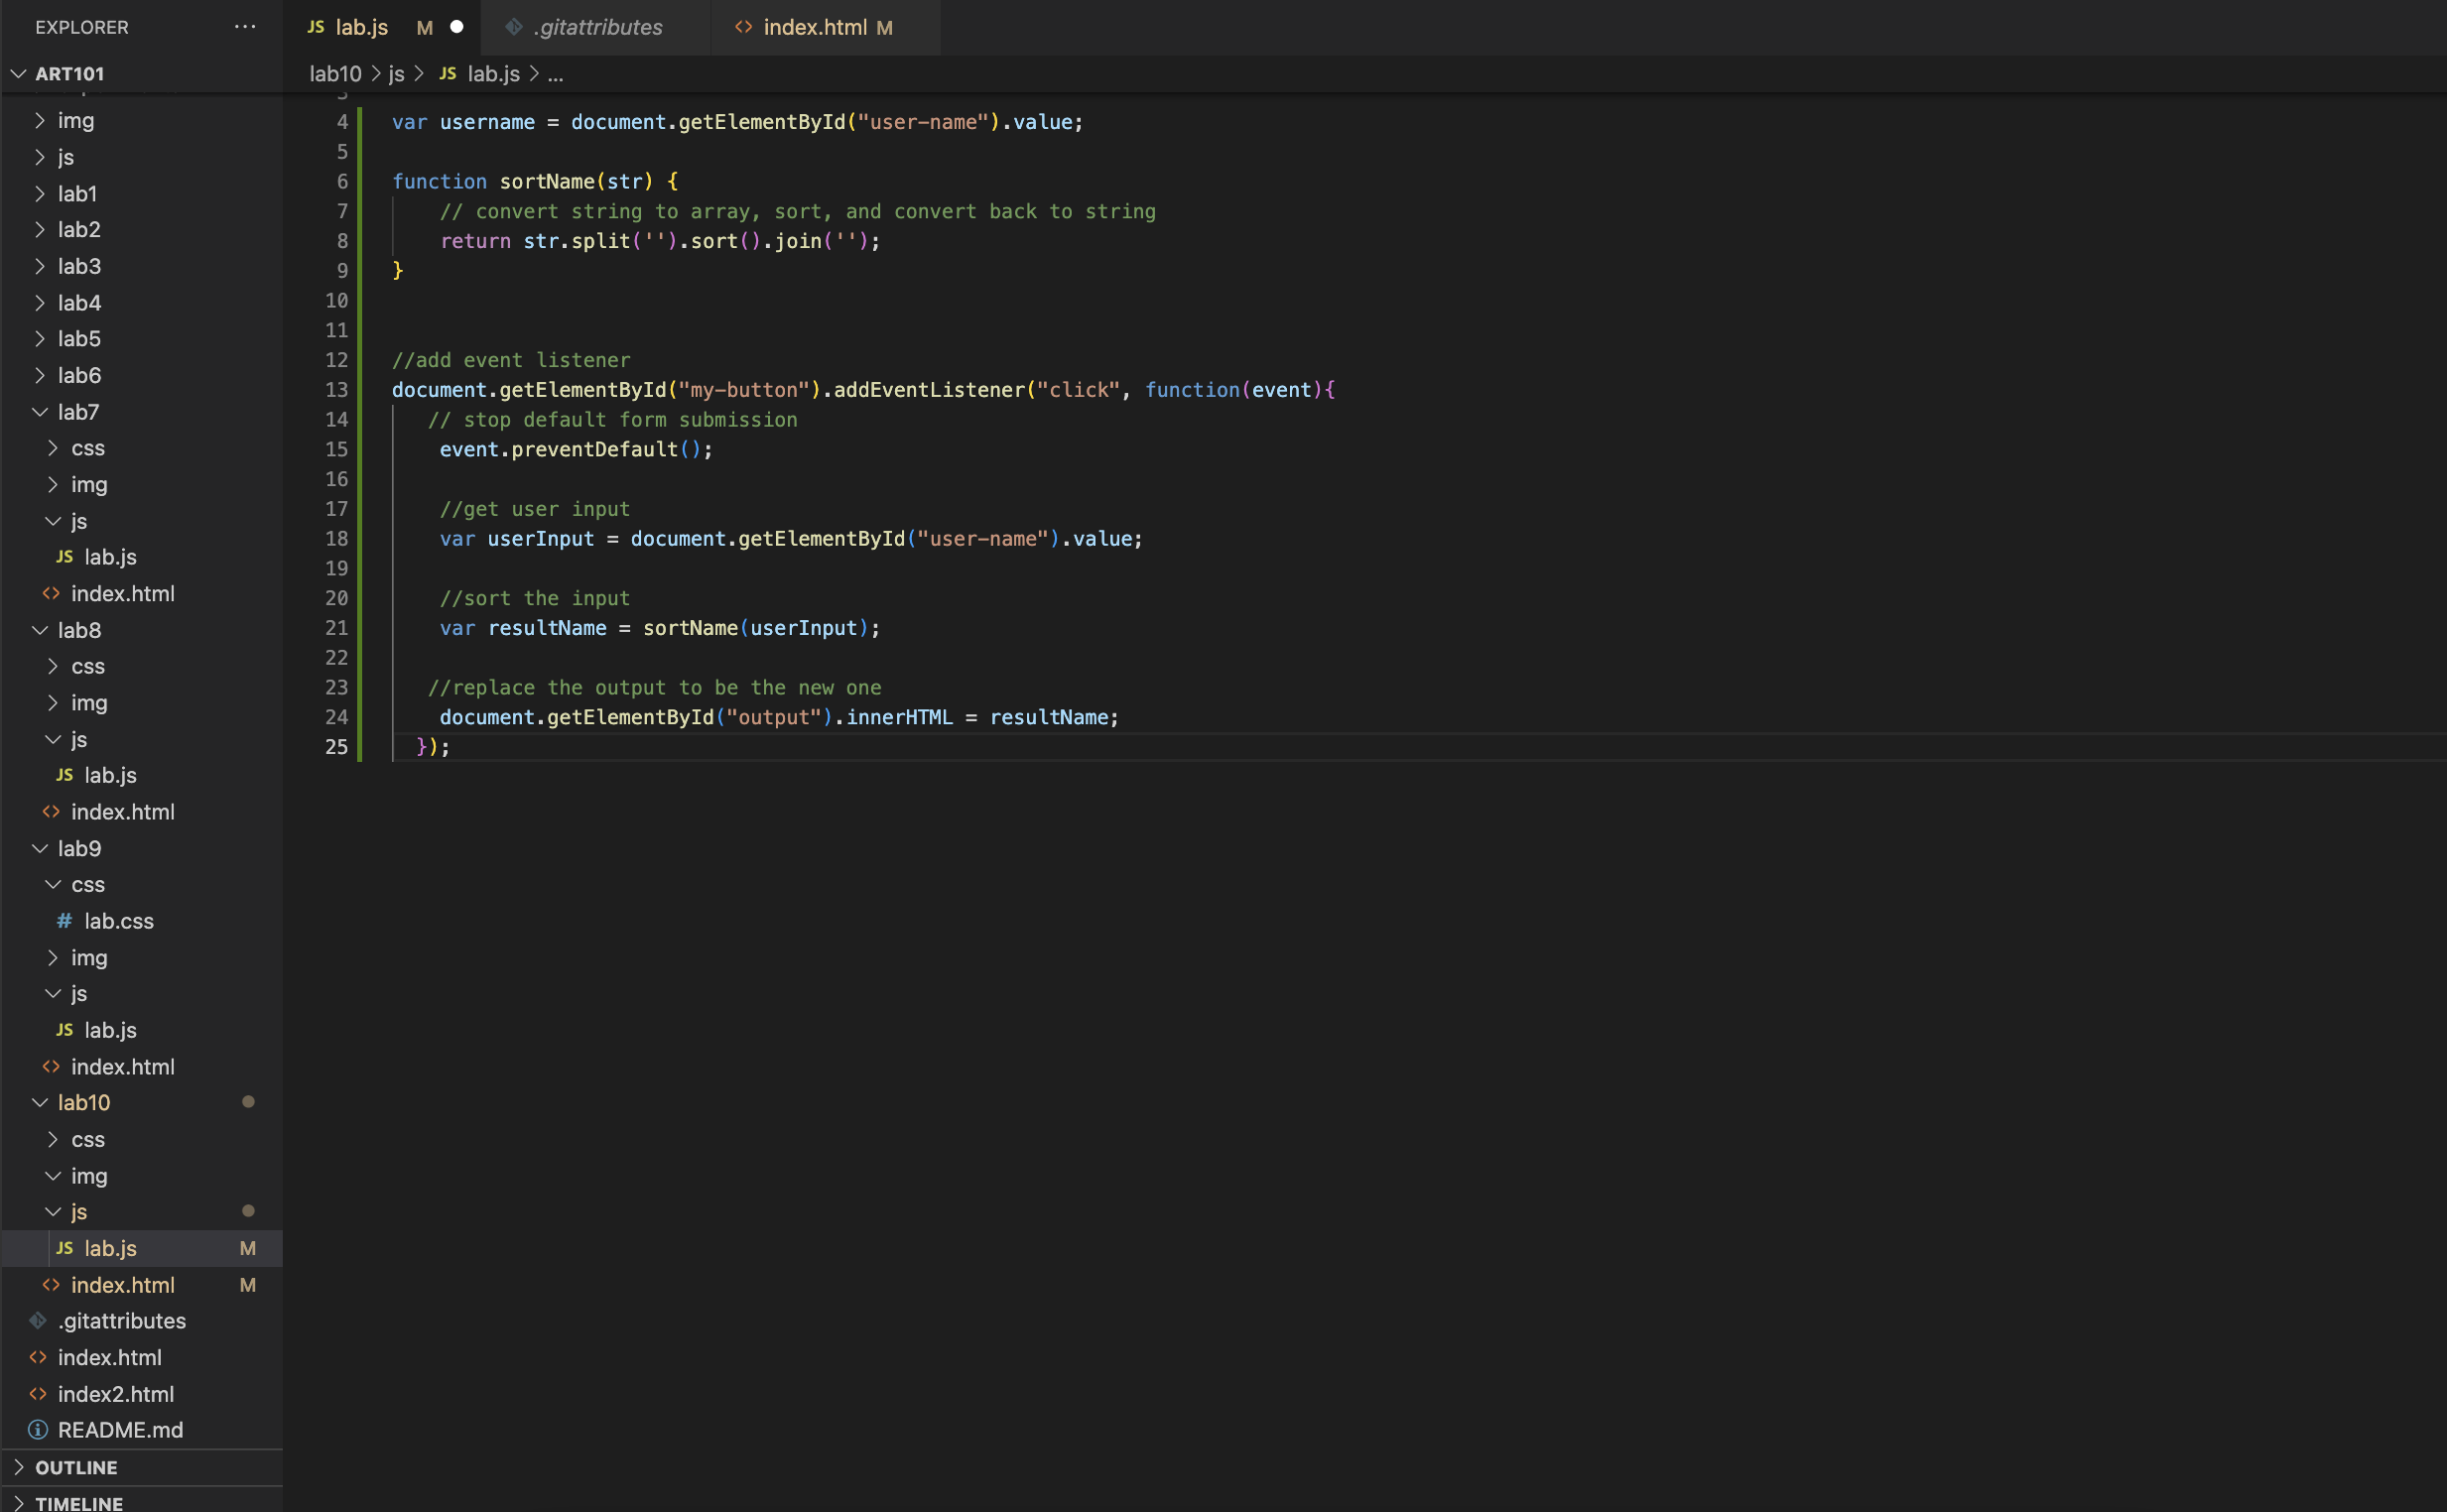 EXPLORER
...
JS lab.js M
.gitattributes
index.html M
ART101
lab10 > js > JS lab.js > ...
img
js
lab1
lab2
lab3
lab4
lab5
lab6
lab7
css
img
js
JS lab.js
index.html
lab8
css
img
js
JS lab.js
index.html
lab9
css
# lab.css
img
js
JS lab.js
index.html
lab10
css
img
js
JS lab.js M
index.html M
.gitattributes
index.html
index2.html
README.md
OUTLINE
TIMELINE
3
4 var username = document.getElementById("user-name").value;
5
6 function sortName(str) {
7 // convert string to array, sort, and convert back to string
8 return str.split('').sort().join('');
9 }
10
11
12 //add event listener
13 document.getElementById("my-button").addEventListener("click", function(event){
14 // stop default form submission
15 event.preventDefault();
16
17 //get user input
18 var userInput = document.getElementById("user-name").value;
19
20 //sort the input
21 var resultName = sortName(userInput);
22
23 //replace the output to be the new one
24 document.getElementById("output").innerHTML = resultName;
25 });